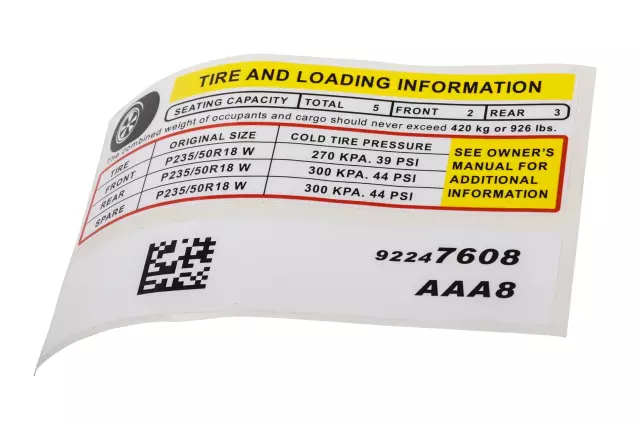 TIRE AND LOADING INFORMATION
SEATING CAPACITY TOTAL 5 FRONT 2 REAR 3
The combined weight of occupants and cargo should never exceed 420 kg or 926 lbs.
TIRE ORIGINAL SIZE COLD TIRE PRESSURE
FRONT P235/50R18 W 270 KPA. 39 PSI
REAR P235/50R18 W 300 KPA. 44 PSI
SPARE P235/50R18 W 300 KPA. 44 PSI
SEE OWNER'S
MANUAL FOR
ADDITIONAL
INFORMATION
92247608
AAA8